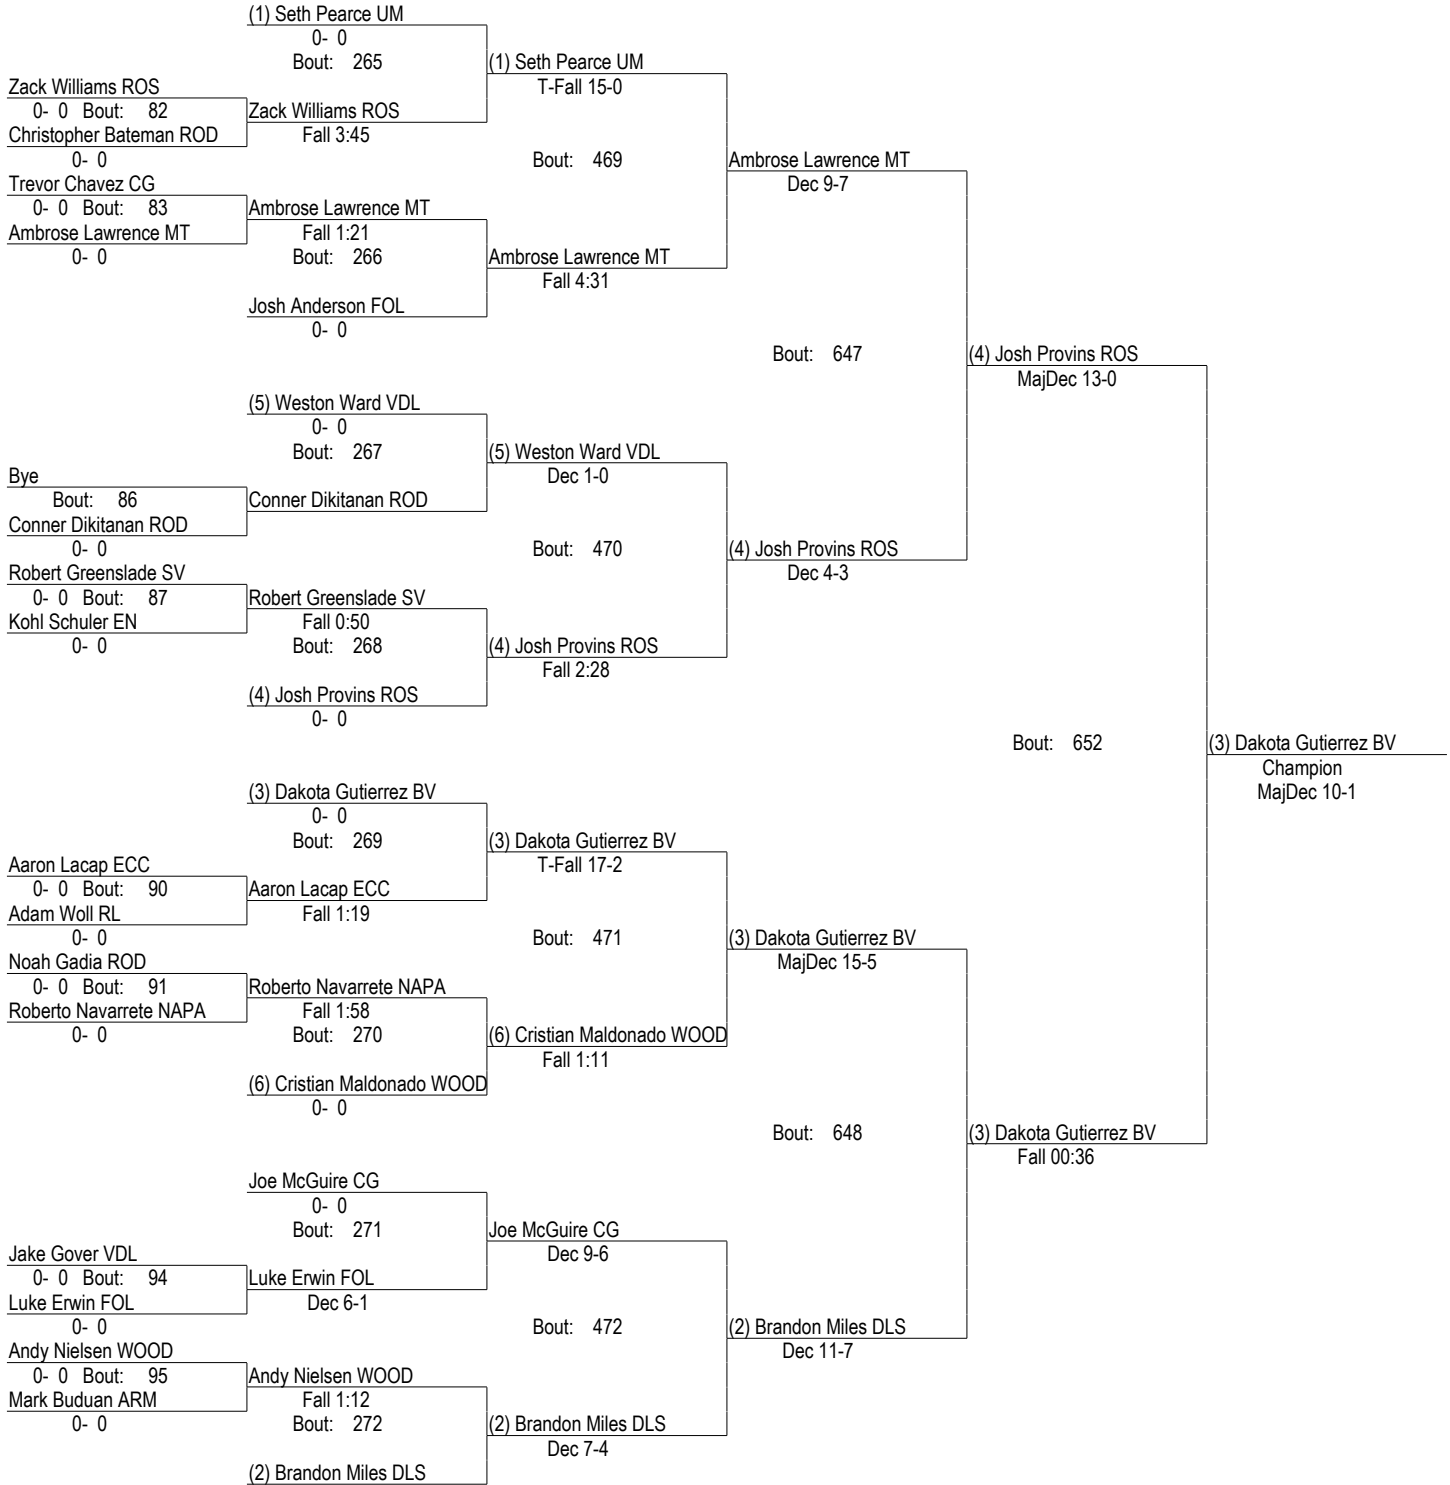 (1) Seth Pearce UM
0- 0
Bout: 265
(1) Seth Pearce UM
T-Fall 15-0
Zack Williams ROS
0- 0 Bout: 82
Zack Williams ROS
Christopher Bateman ROD
Fall 3:45
0- 0
Bout: 469
Ambrose Lawrence MT
Dec 9-7
Trevor Chavez CG
0- 0 Bout: 83
Ambrose Lawrence MT
Ambrose Lawrence MT
Fall 1:21
0- 0
Bout: 266
Ambrose Lawrence MT
Fall 4:31
Josh Anderson FOL
0- 0
Bout: 647
(4) Josh Provins ROS
MajDec 13-0
(5) Weston Ward VDL
0- 0
Bout: 267
(5) Weston Ward VDL
Dec 1-0
Bye
Bout: 86
Conner Dikitanan ROD
Conner Dikitanan ROD
0- 0
Bout: 470
(4) Josh Provins ROS
Dec 4-3
Robert Greenslade SV
0- 0 Bout: 87
Robert Greenslade SV
Kohl Schuler EN
Fall 0:50
0- 0
Bout: 268
(4) Josh Provins ROS
Fall 2:28
(4) Josh Provins ROS
0- 0
Bout: 652
(3) Dakota Gutierrez BV
Champion
MajDec 10-1
(3) Dakota Gutierrez BV
0- 0
Bout: 269
(3) Dakota Gutierrez BV
T-Fall 17-2
Aaron Lacap ECC
0- 0 Bout: 90
Aaron Lacap ECC
Adam Woll RL
Fall 1:19
0- 0
Bout: 471
(3) Dakota Gutierrez BV
MajDec 15-5
Noah Gadia ROD
0- 0 Bout: 91
Roberto Navarrete NAPA
Roberto Navarrete NAPA
Fall 1:58
0- 0
Bout: 270
(6) Cristian Maldonado WOOD
Fall 1:11
(6) Cristian Maldonado WOOD
0- 0
Bout: 648
(3) Dakota Gutierrez BV
Fall 00:36
Joe McGuire CG
0- 0
Bout: 271
Joe McGuire CG
Dec 9-6
Jake Gover VDL
0- 0 Bout: 94
Luke Erwin FOL
Luke Erwin FOL
Dec 6-1
0- 0
Bout: 472
(2) Brandon Miles DLS
Dec 11-7
Andy Nielsen WOOD
0- 0 Bout: 95
Andy Nielsen WOOD
Mark Buduan ARM
Fall 1:12
0- 0
Bout: 272
(2) Brandon Miles DLS
Dec 7-4
(2) Brandon Miles DLS